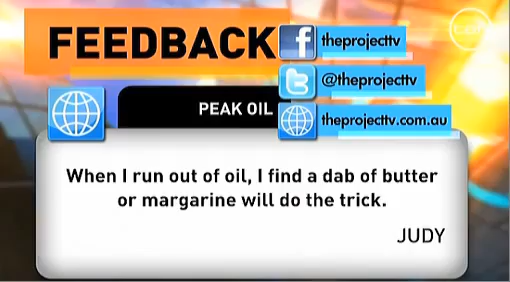 FEEDBACK
theprojecttv
@theprojecttv
theprojecttv.com.au
PEAK OIL
When I run out of oil, I find a dab of butter
or margarine will do the trick.
JUDY